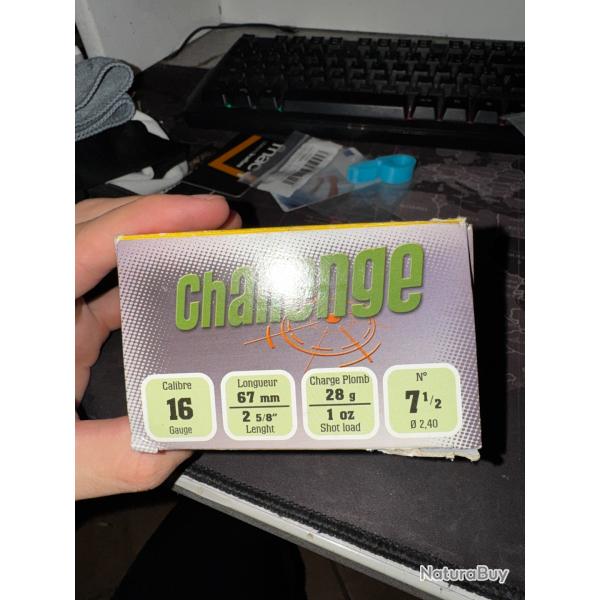 mac
Challenge
Calibre
16
Gauge
Longueur
67 mm
2 5/8"
Lenght
Charge Plomb
28 g
1 oz
Shot load
N°
7 1/2
Ø 2,40
NaturaBuy